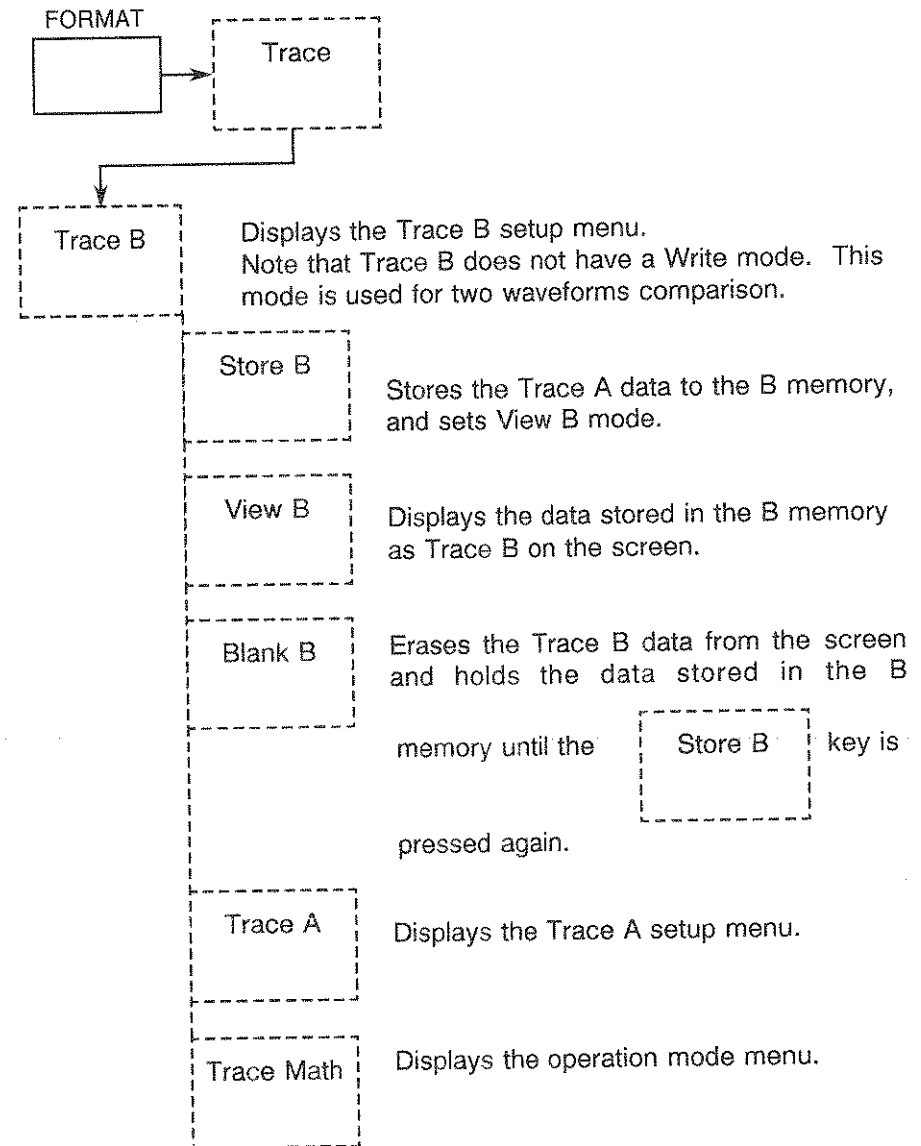 FORMAT
Trace
Trace B
Displays the Trace B setup menu.
Note that Trace B does not have a Write mode. This
mode is used for two waveforms comparison.
Store B
Stores the Trace A data to the B memory,
and sets View B mode.
View B
Displays the data stored in the B memory
as Trace B on the screen.
Blank B
Erases the Trace B data from the screen
and holds the data stored in the B
memory until the Store B key is
pressed again.
Trace A
Displays the Trace A setup menu.
Trace Math
Displays the operation mode menu.